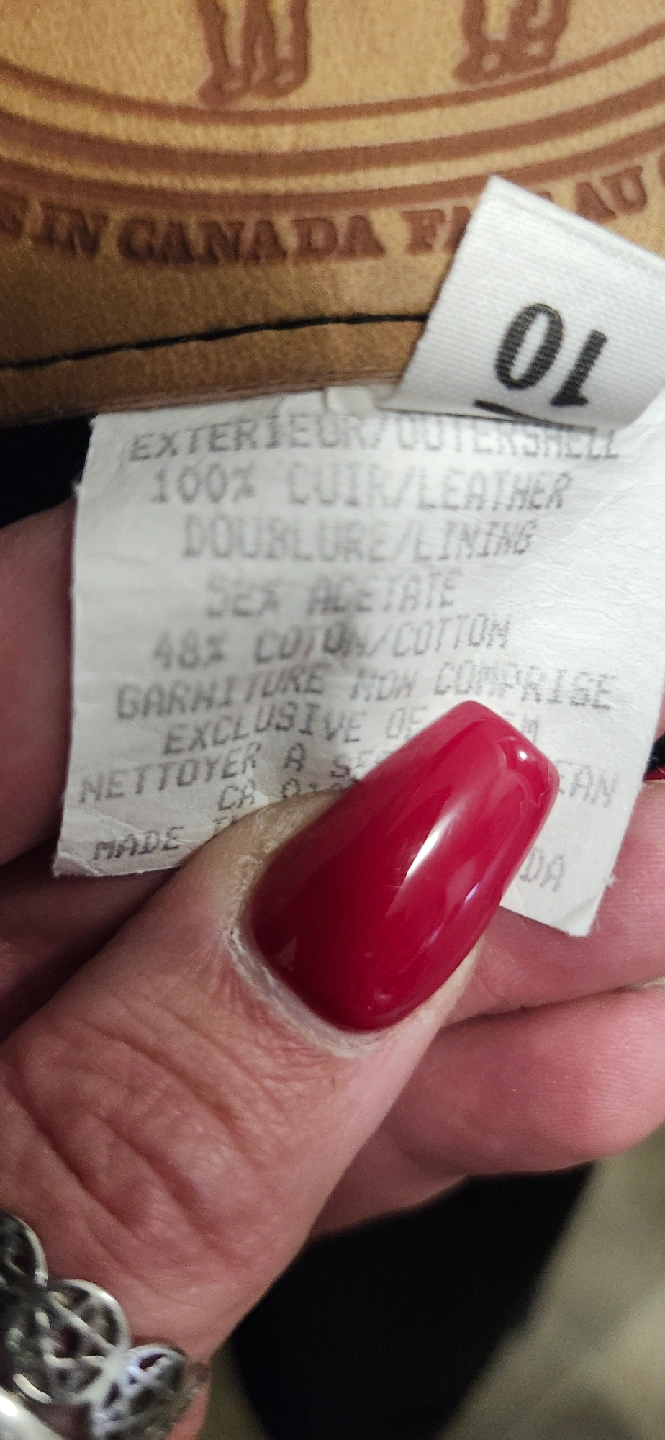 IN CANADA
AU
10
EXTERIEUR/OUTERSHELL
100% CUIR/LEATHER
DOUBLURE/LINING
52% ACETATE
48% COTON/COTTON
GARNITURE NON COMPRISE
EXCLUSIVE OF
NETTOYER A
CA
MADE